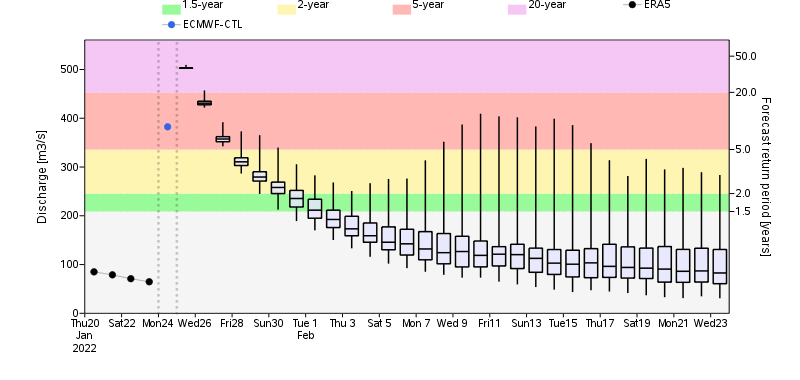 1.5-year 2-year 5-year 20-year ERA5
ECMWF-CTL
Discharge [m3/s]
500
400
300
200
100
0
50.0
20.0
5.0
2.0
1.5
Forecast return period [years]
Thu20 Sat22 Mon24 Wed26 Fri28 Sun30 Tue 1 Thu 3 Sat 5 Mon 7 Wed 9 Fri11 Sun13 Tue15 Thu17 Sat19 Mon21 Wed23
Jan Feb
2022